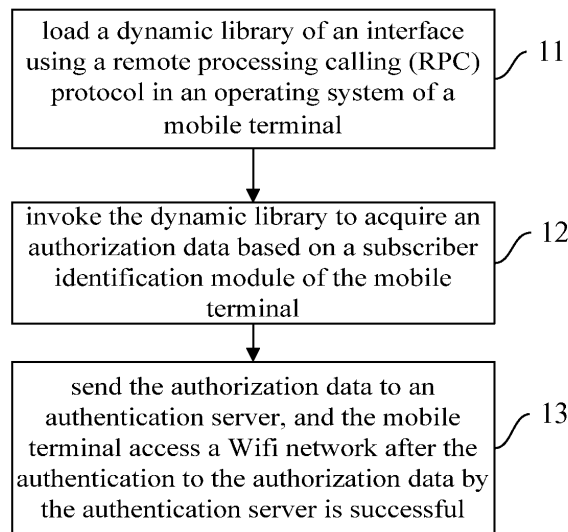 load a dynamic library of an interface
using a remote processing calling (RPC)
protocol in an operating system of a
mobile terminal
11
invoke the dynamic library to acquire an
authorization data based on a subscriber
identification module of the mobile
terminal
12
send the authorization data to an
authentication server, and the mobile
terminal access a Wifi network after the
authentication to the authorization data by
the authentication server is successful
13